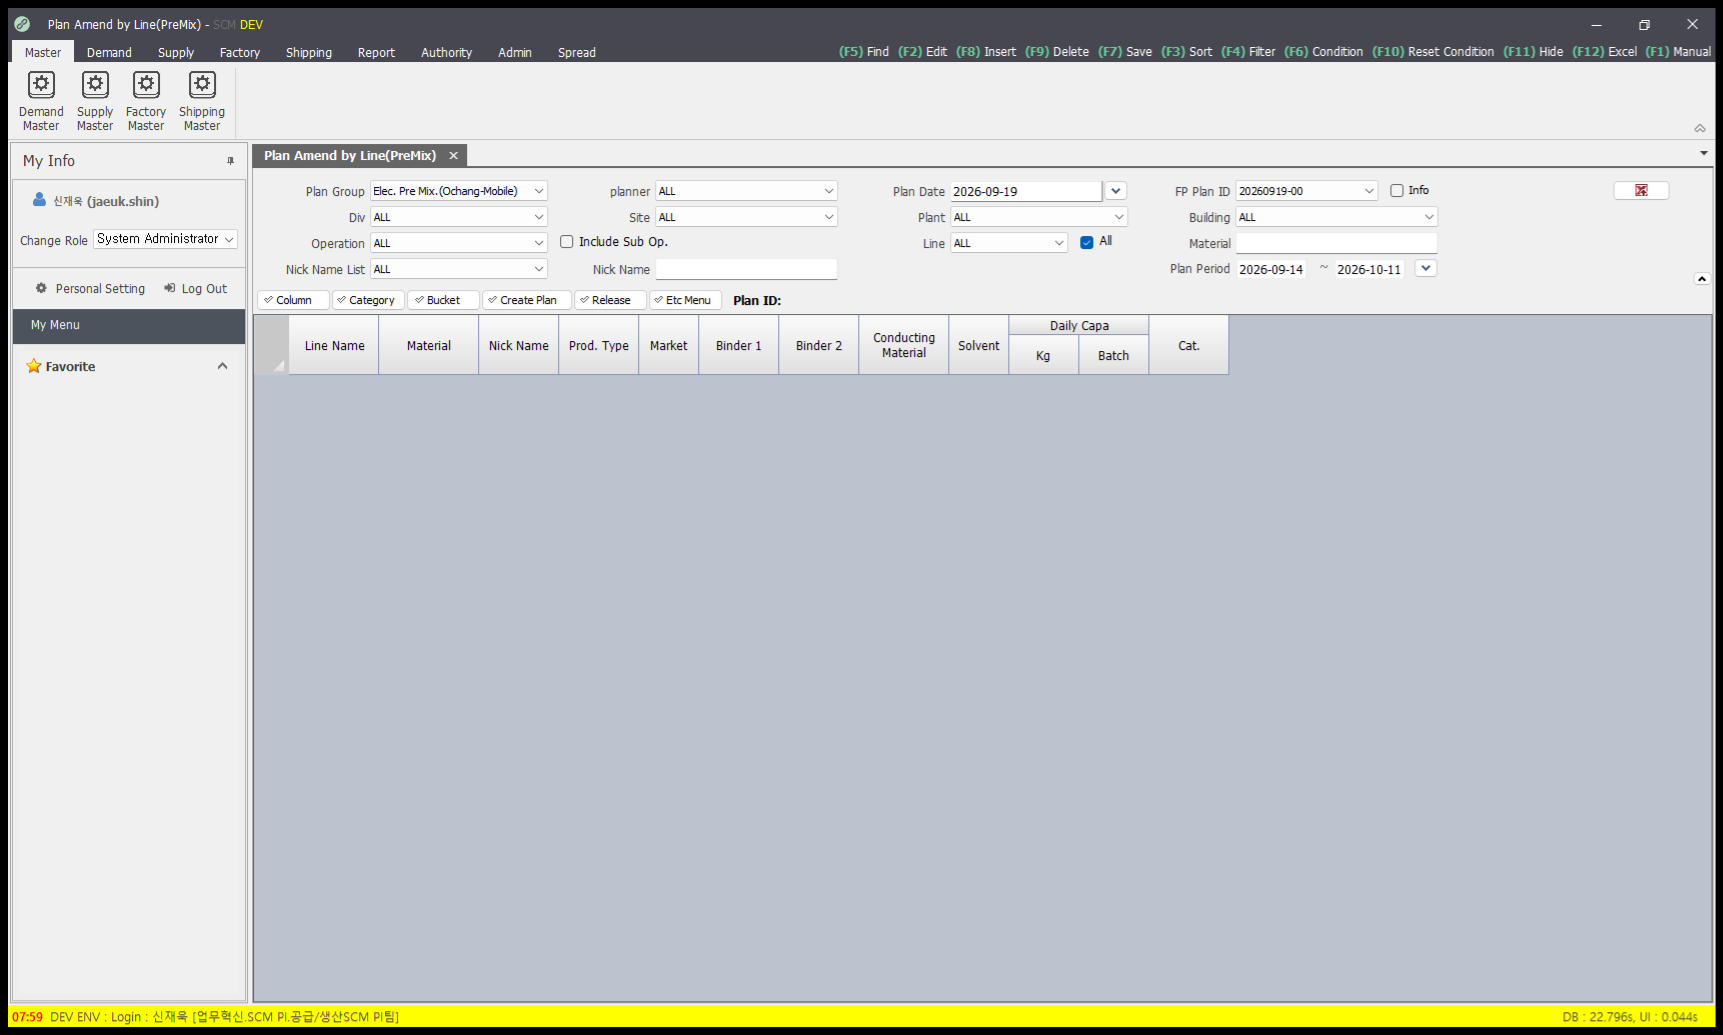 Plan Amend by Line(PreMix) - SCM DEV
Master Demand Supply Factory Shipping Report Authority Admin Spread
(F5) Find (F2) Edit (F8) Insert (F9) Delete (F7) Save (F3) Sort (F4) Filter (F6) Condition (F10) Reset Condition (F11) Hide (F12) Excel (F1) Manual
Demand Master
Supply Master
Factory Master
Shipping Master
My Info
신재욱 (jaeuk.shin)
Change Role System Administrator
Personal Setting Log Out
My Menu
Favorite
Plan Amend by Line(PreMix)
Plan Group Elec. Pre Mix.(Ochang-Mobile) planner ALL Plan Date 2026-09-19 FP Plan ID 20260919-00 Info
Div ALL Site ALL Plant ALL Building ALL
Operation ALL Include Sub Op. Line ALL All Material
Nick Name List ALL Nick Name Plan Period 2026-09-14 ~ 2026-10-11
Column Category Bucket Create Plan Release Etc Menu Plan ID:
Line Name Material Nick Name Prod. Type Market Binder 1 Binder 2 Conducting Material Solvent Daily Capa Kg Batch Cat.
07:59 DEV ENV : Login : 신재욱 [업무혁신.SCM PI.공급/생산SCM PI팀]
DB : 22.796s, UI : 0.044s